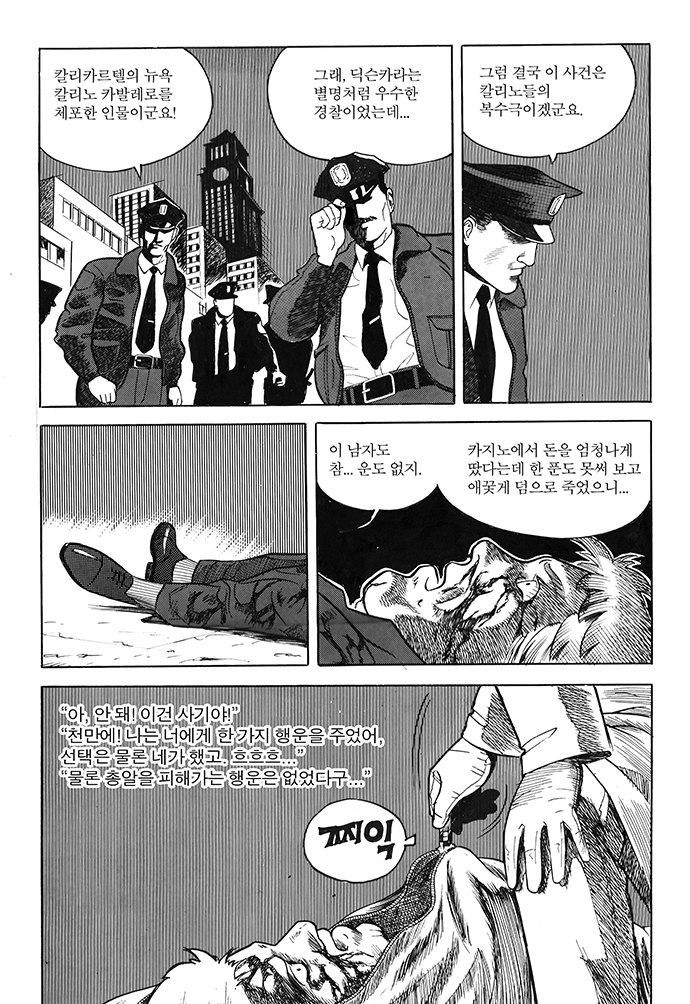 칼리카르텔의 뉴욕
칼리노 카발레로를
체포한 인물이군요!
그래, 딕슨카라는
별명처럼 우수한
경찰이었는데...
그럼 결국 이 사건은
칼리노들의
복수극이겠군요.
이 남자도
참... 운도 없지.
카지노에서 돈을 엄청나게
땄다는데 한 푼도 못써 보고
애꿎게 덤으로 죽었으니...
“아, 안 돼! 이건 사기야!”
“천만에! 나는 너에게 한 가지 행운을 주었어,
선택은 물론 네가 했고. 흐흐흐...”
“물론 총알을 피해가는 행운은 없었다구...”
찌익